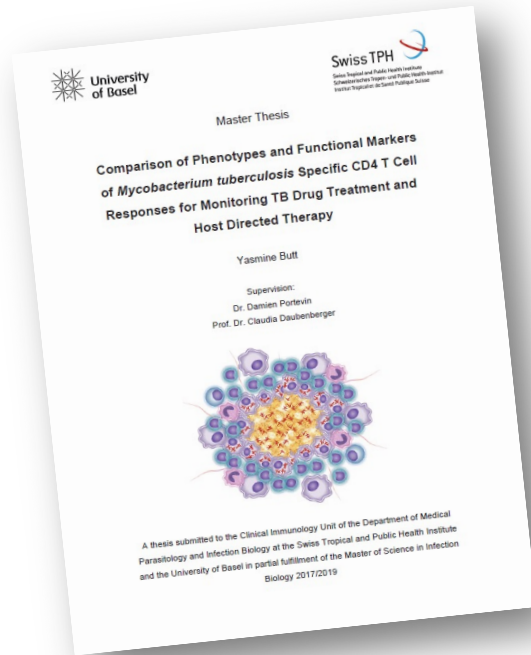 University
of Basel
Swiss TPH
Swiss Tropical and Public Health Institute
Schweizerisches Tropen- und Public Health-Institut
Institut Tropical et de Santé Publique Suisse
Master Thesis
Comparison of Phenotypes and Functional Markers
of Mycobacterium tuberculosis Specific CD4 T Cell
Responses for Monitoring TB Drug Treatment and
Host Directed Therapy
Yasmine Butt
Supervision:
Dr. Damien Portevin
Prof. Dr. Claudia Daubenberger
A thesis submitted to the Clinical Immunology Unit of the Department of Medical
Parasitology and Infection Biology at the Swiss Tropical and Public Health Institute
and the University of Basel in partial fulfillment of the Master of Science in Infection
Biology 2017/2019